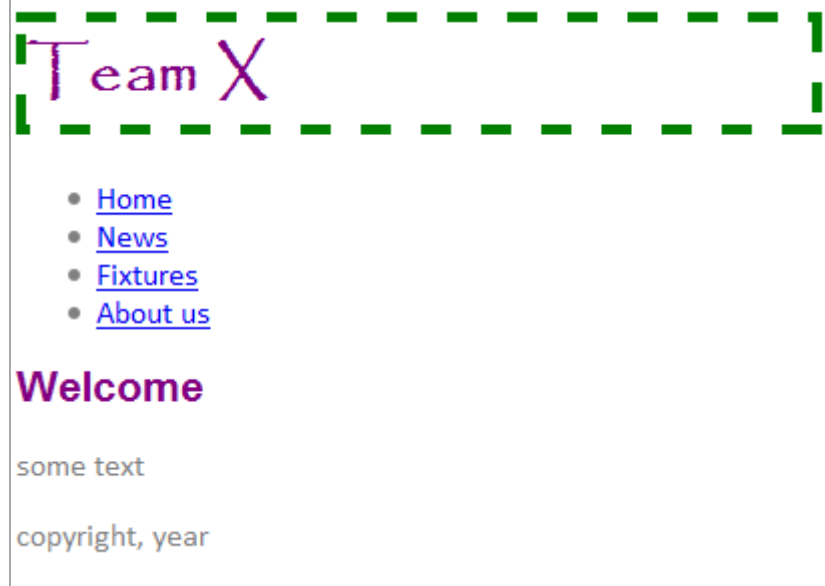 Team X
Home
News
Fixtures
About us
Welcome
some text
copyright, year